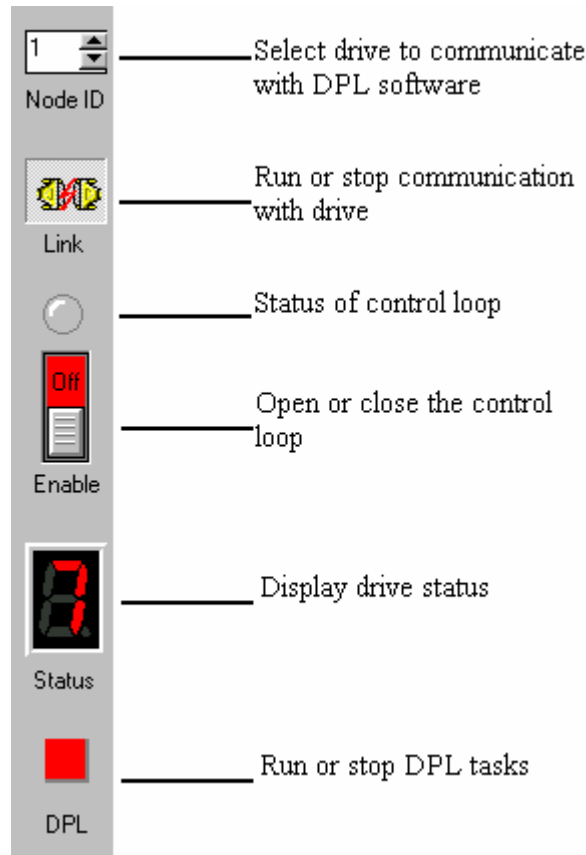 1
Node ID
Select drive to communicate
with DPL software
Link
Run or stop communication
with drive
Status of control loop
Off
Enable
Open or close the control
loop
7
Status
Display drive status
DPL
Run or stop DPL tasks